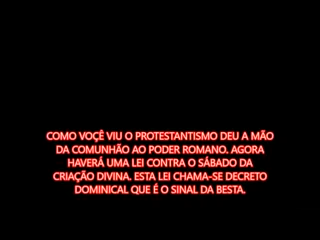 COMO VOÇÊ VIU O PROTESTANTISMO DEU A MÃO
DA COMUNHÃO AO PODER ROMANO. AGORA
HAVERÁ UMA LEI CONTRA O SÁBADO DA
CRIAÇÃO DIVINA. ESTA LEI CHAMA-SE DECRETO
DOMINICAL QUE É O SINAL DA BESTA.